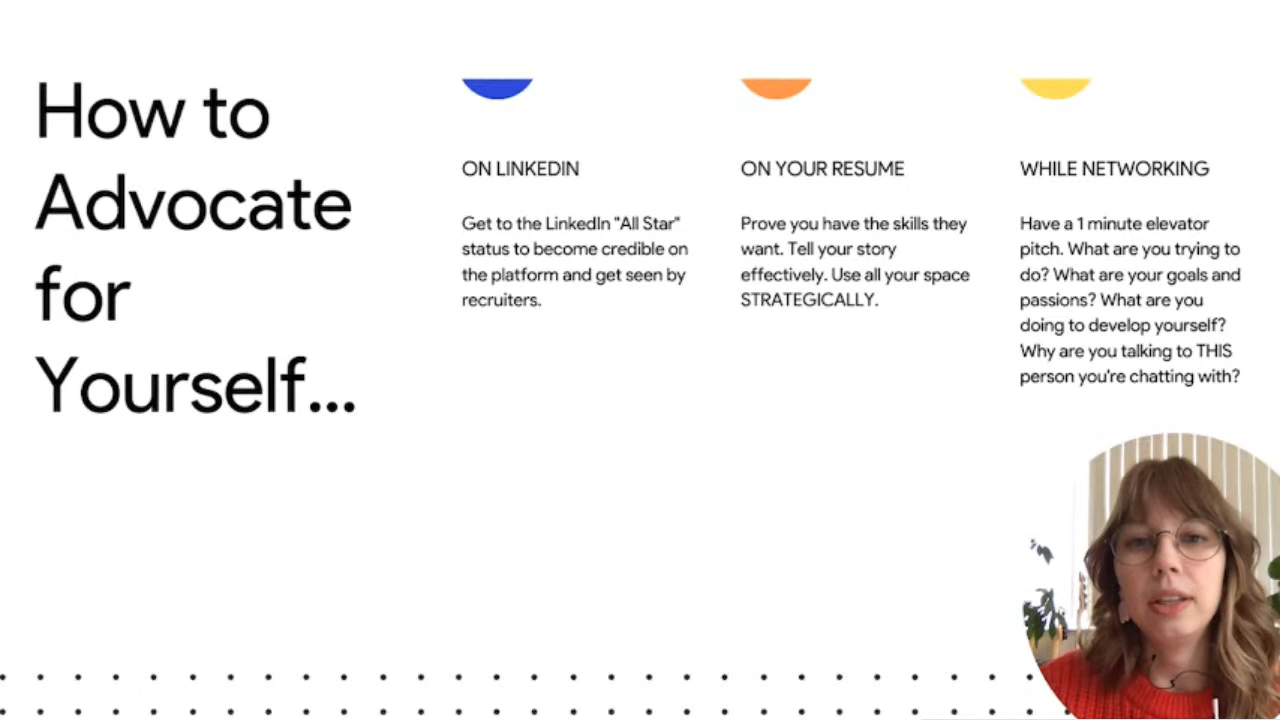 How to
Advocate
for
Yourself...
ON LINKEDIN
Get to the LinkedIn "All Star"
status to become credible on
the platform and get seen by
recruiters.
ON YOUR RESUME
Prove you have the skills they
want. Tell your story
effectively. Use all your space
STRATEGICALLY.
WHILE NETWORKING
Have a 1 minute elevator
pitch. What are you trying to
do? What are your goals and
passions? What are you
doing to develop yourself?
Why are you talking to THIS
person you're chatting with?